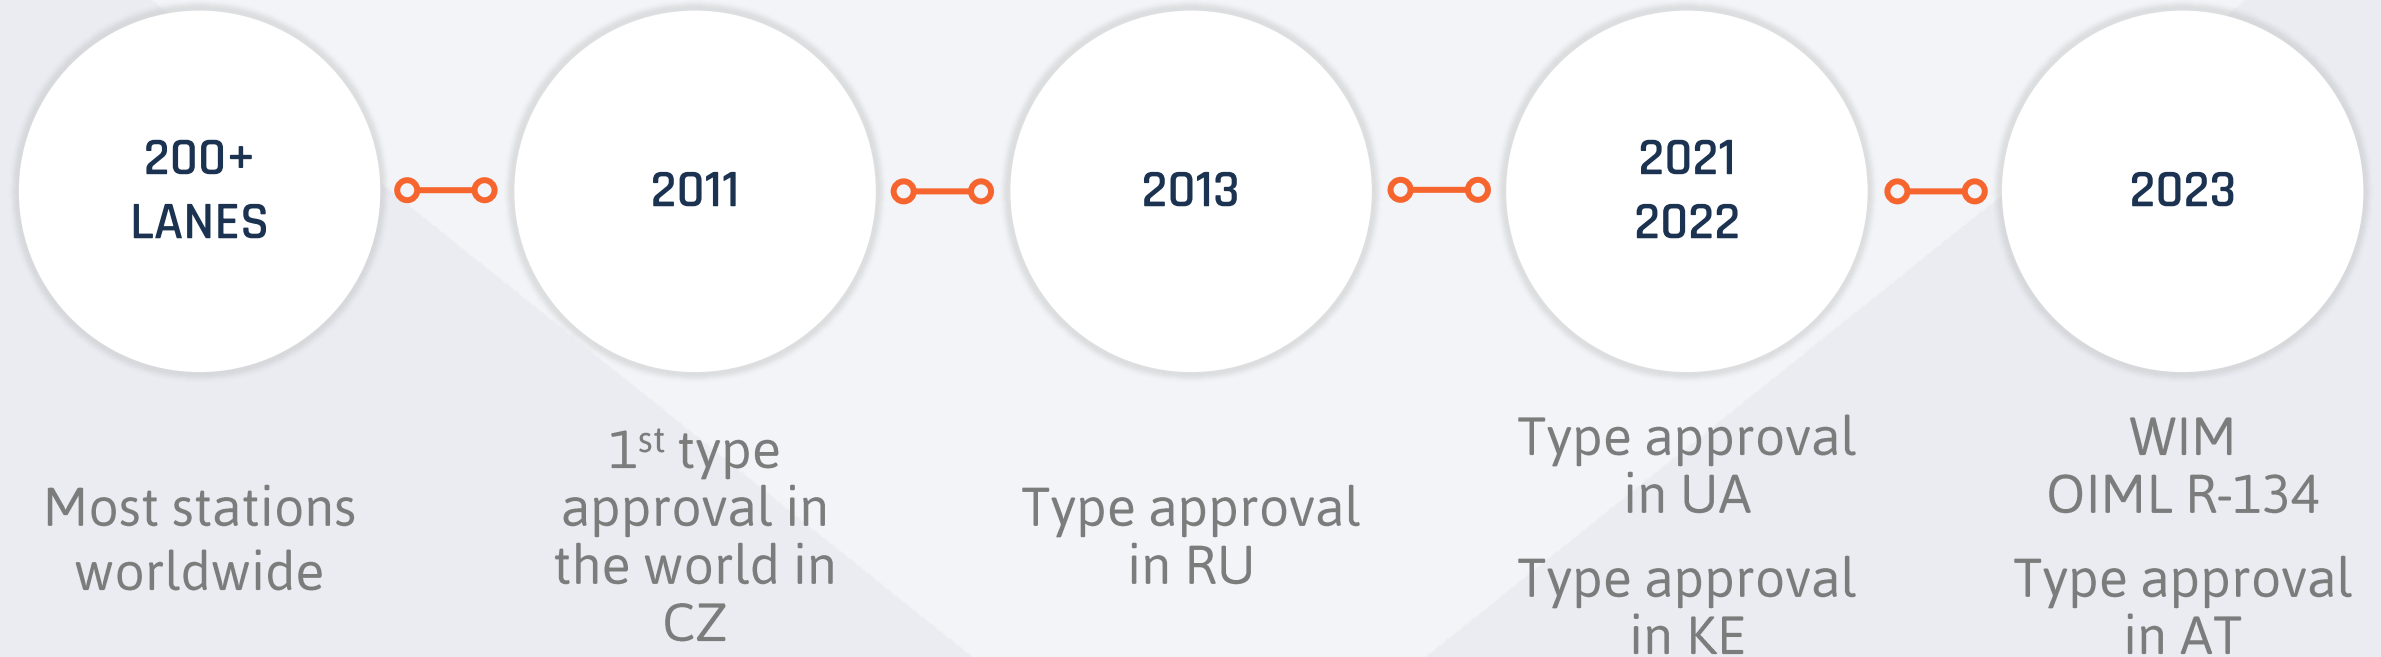 200+
LANES
Most stations
worldwide
2011
1st type
approval in
the world in
CZ
2013
Type approval
in RU
2021
2022
Type approval
in UA
Type approval
in KE
2023
WIM
OIML R-134
Type approval
in AT